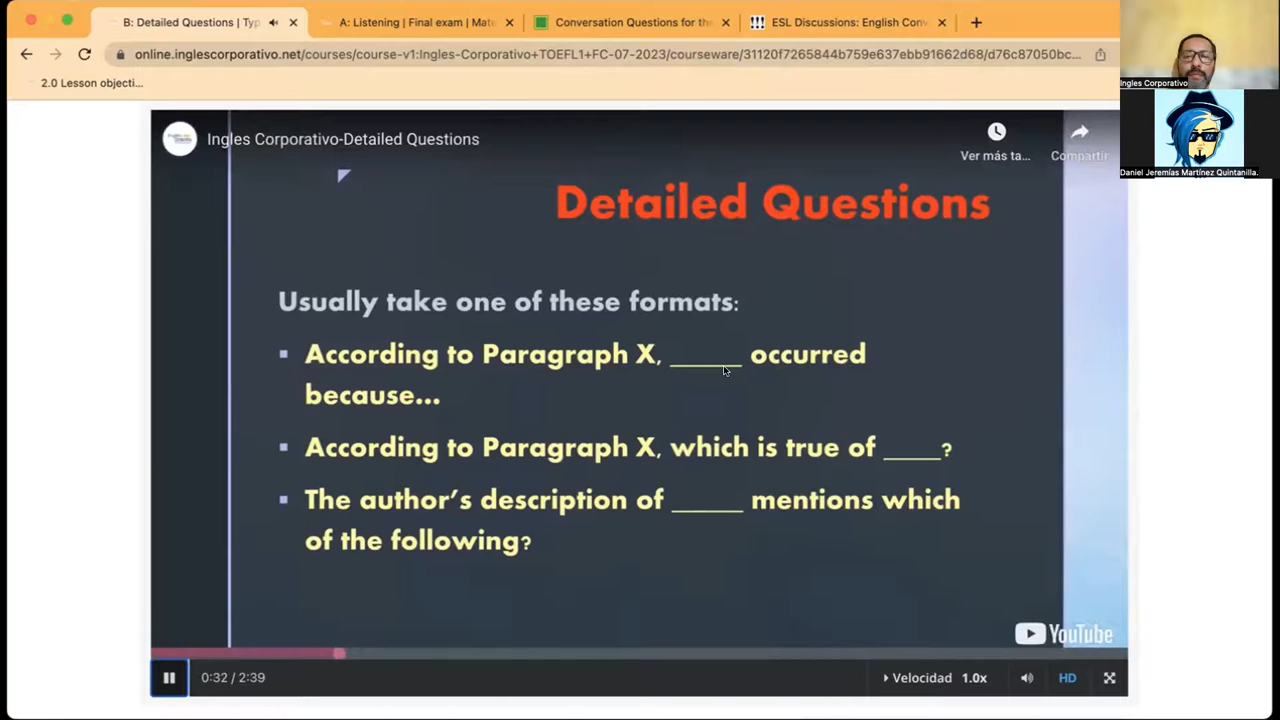 B: Detailed Questions | Typ
A: Listening | Final exam | Mate
Conversation Questions for the
ESL Discussions: English Conv
online.inglescorporativo.net/courses/course-v1:Ingles-Corporativo+TOEFL1+FC-07-2023/courseware/31120f7265844b759e637ebb91662d68/d76c87050bc...
2.0 Lesson objecti...
Ingles Corporativo
Daniel Jeremías Martínez Quintanilla.
Ingles Corporativo-Detailed Questions
Ver más ta...
Compartir
Detailed Questions
Usually take one of these formats:
▪ According to Paragraph X, _____ occurred
because...
▪ According to Paragraph X, which is true of ____?
▪ The author's description of _____ mentions which
of the following?
YouTube
0:32 / 2:39
Velocidad 1.0x
HD